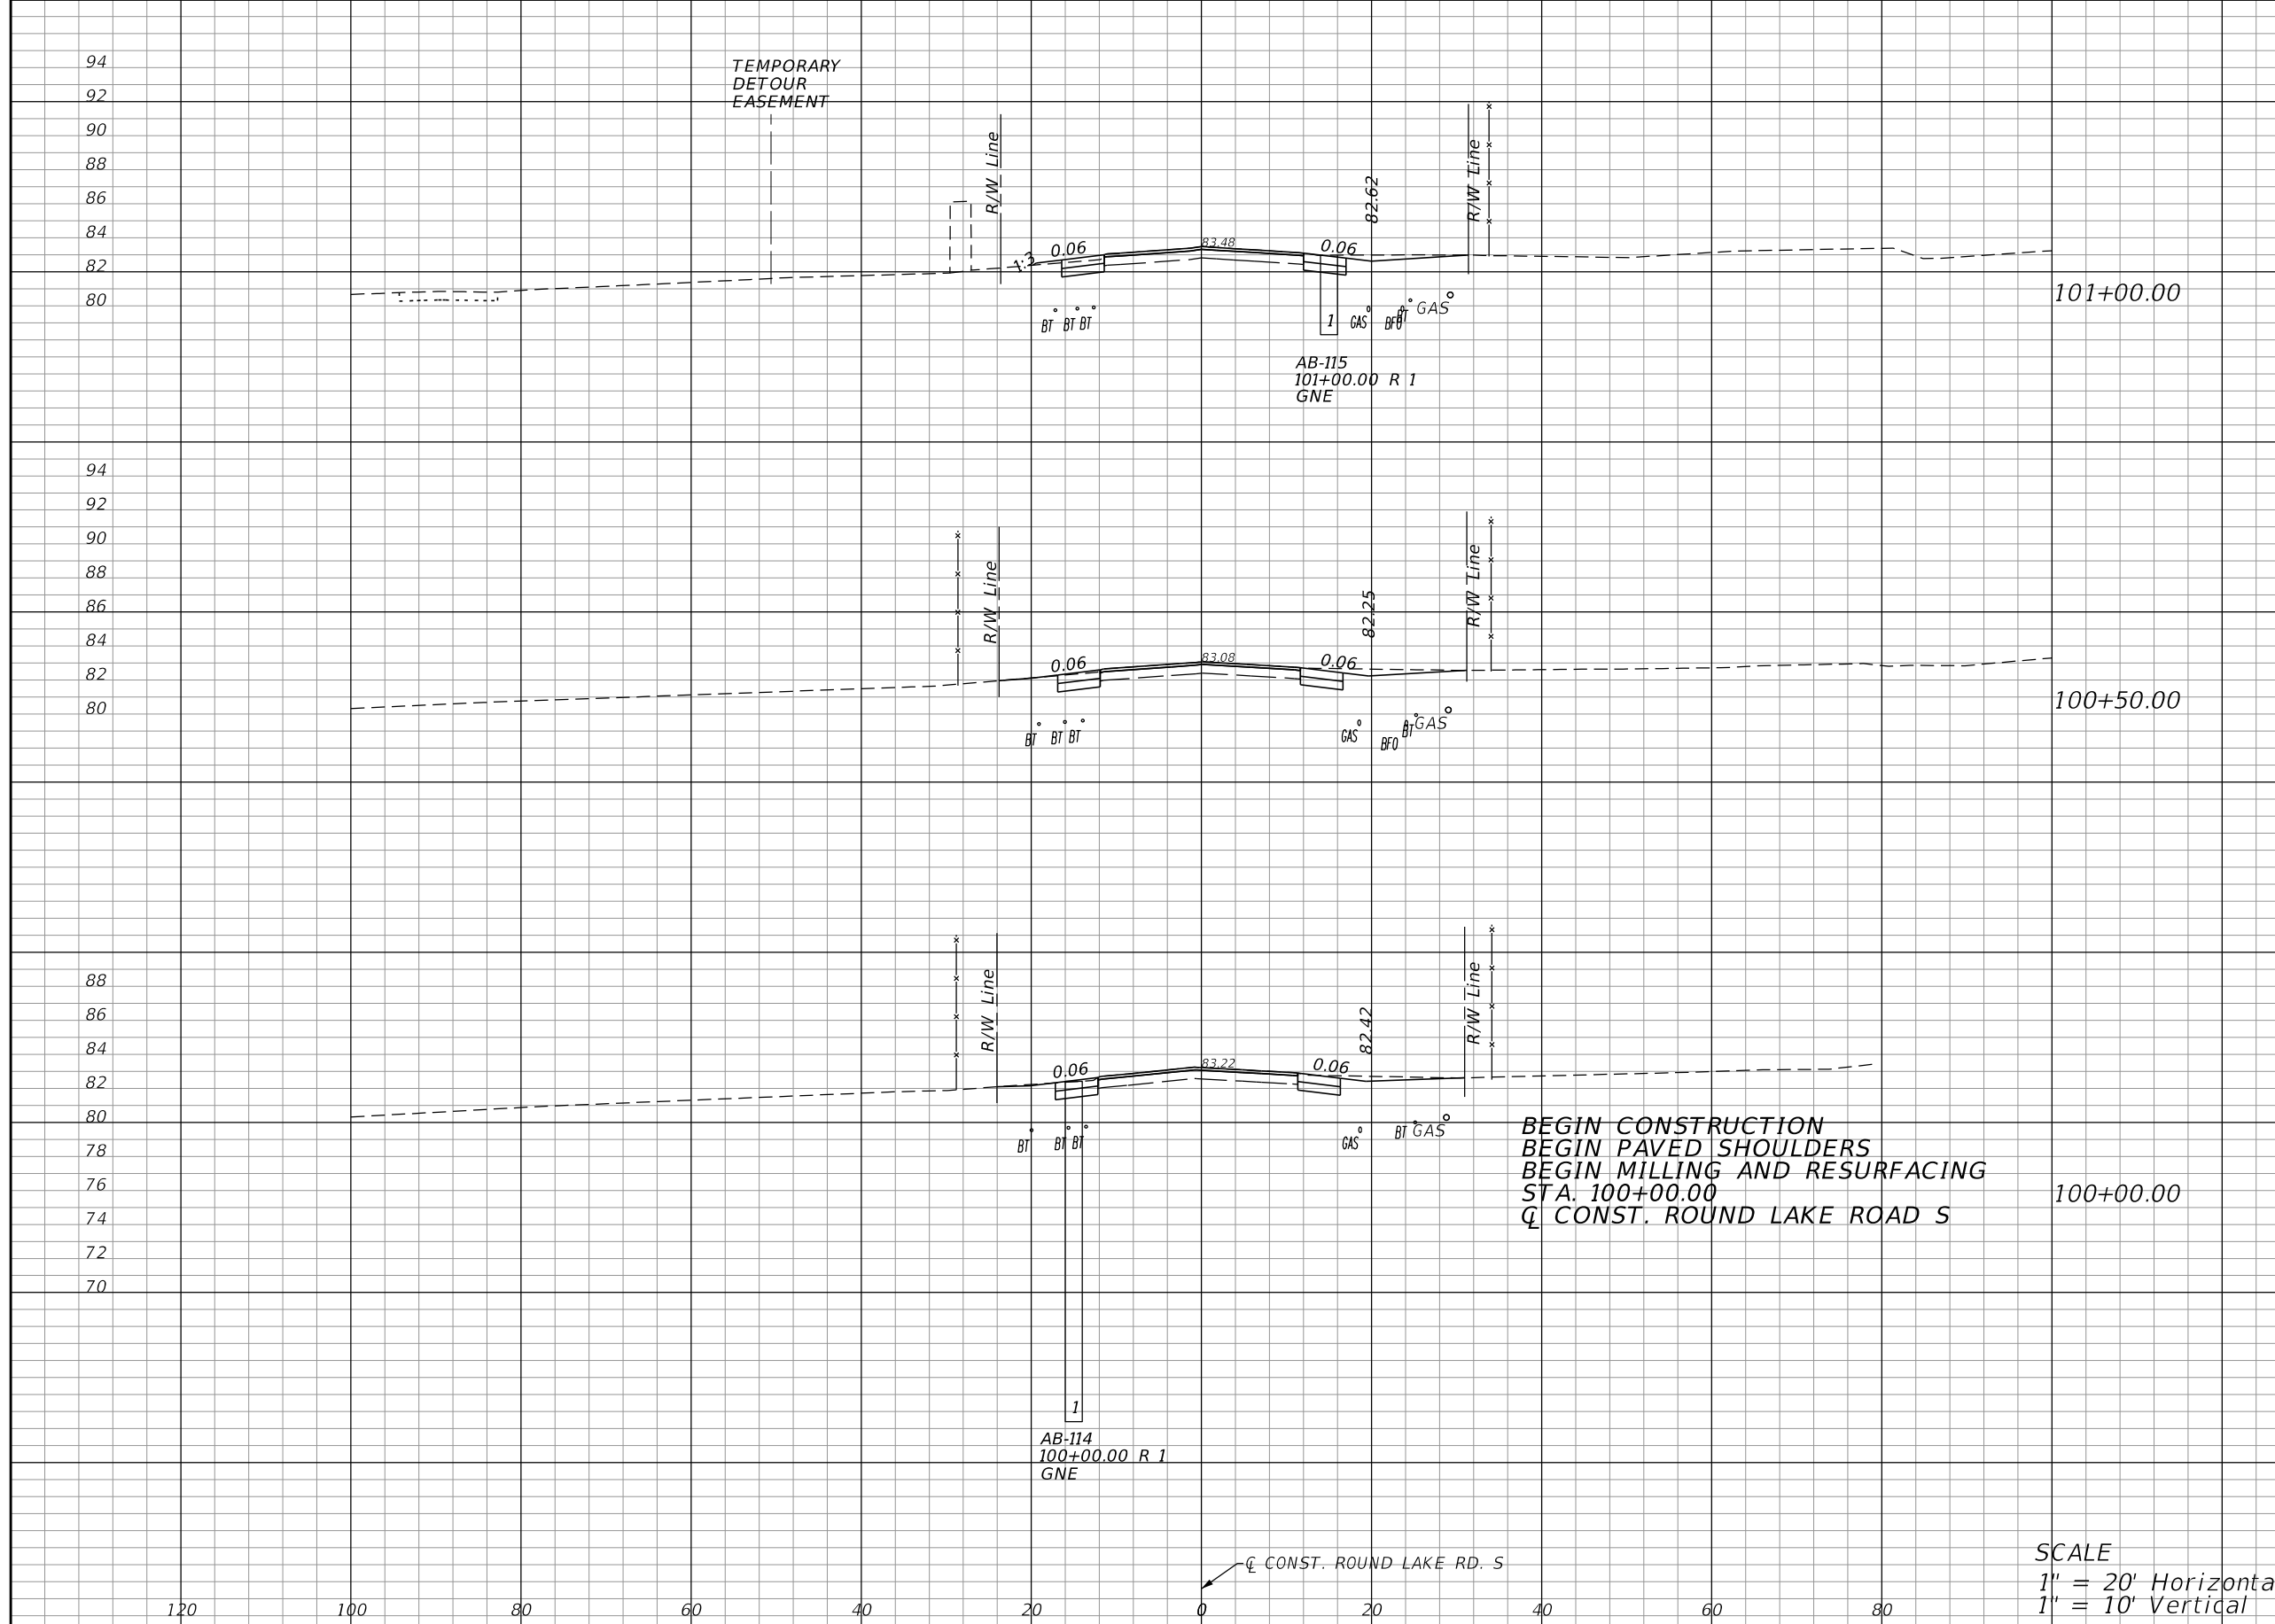 94
TEMPORARY
DETOUR
EASEMENT
92
90
88
86
84
82
80
R/W Line
R/W Line
82.62
1:3
0.06
83.48
0.06
101+00.00
BT
BT
BT
1
GAS
BFO
BT
GAS
AB-115
101+00.00 R 1
GNE
94
92
90
88
86
84
82
80
R/W Line
R/W Line
82.25
0.06
83.08
0.06
100+50.00
BT
BT
BT
GAS
BFO
BT
GAS
88
86
84
82
80
78
76
74
72
70
R/W Line
R/W Line
82.42
0.06
83.22
0.06
BT
BT
BT
GAS
BT
GAS
BEGIN CONSTRUCTION
BEGIN PAVED SHOULDERS
BEGIN MILLING AND RESURFACING
STA. 100+00.00
℄ CONST. ROUND LAKE ROAD S
100+00.00
1
AB-114
100+00.00 R 1
GNE
℄ CONST. ROUND LAKE RD. S
SCALE
1" = 20' Horizonta
1" = 10' Vertical
120
100
80
60
40
20
0
20
40
60
80